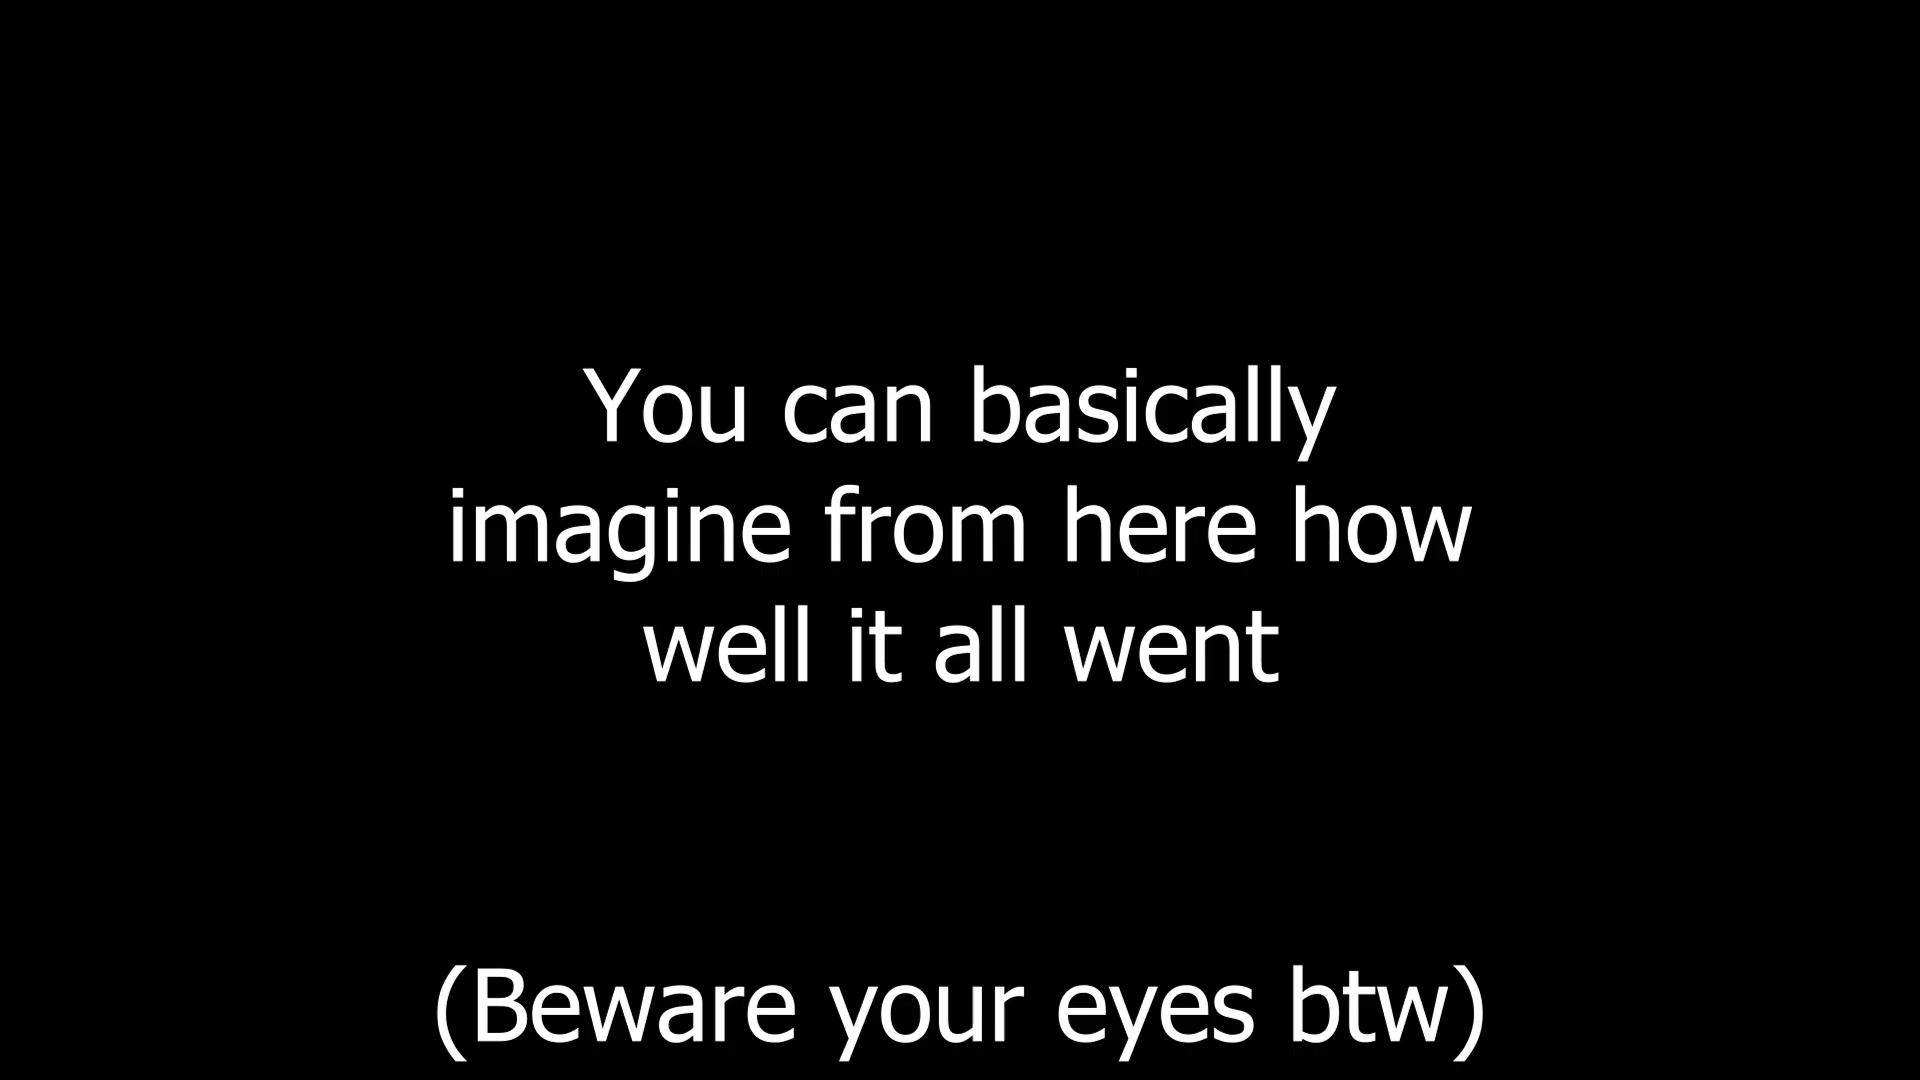 You can basically
imagine from here how
well it all went
(Beware your eyes btw)